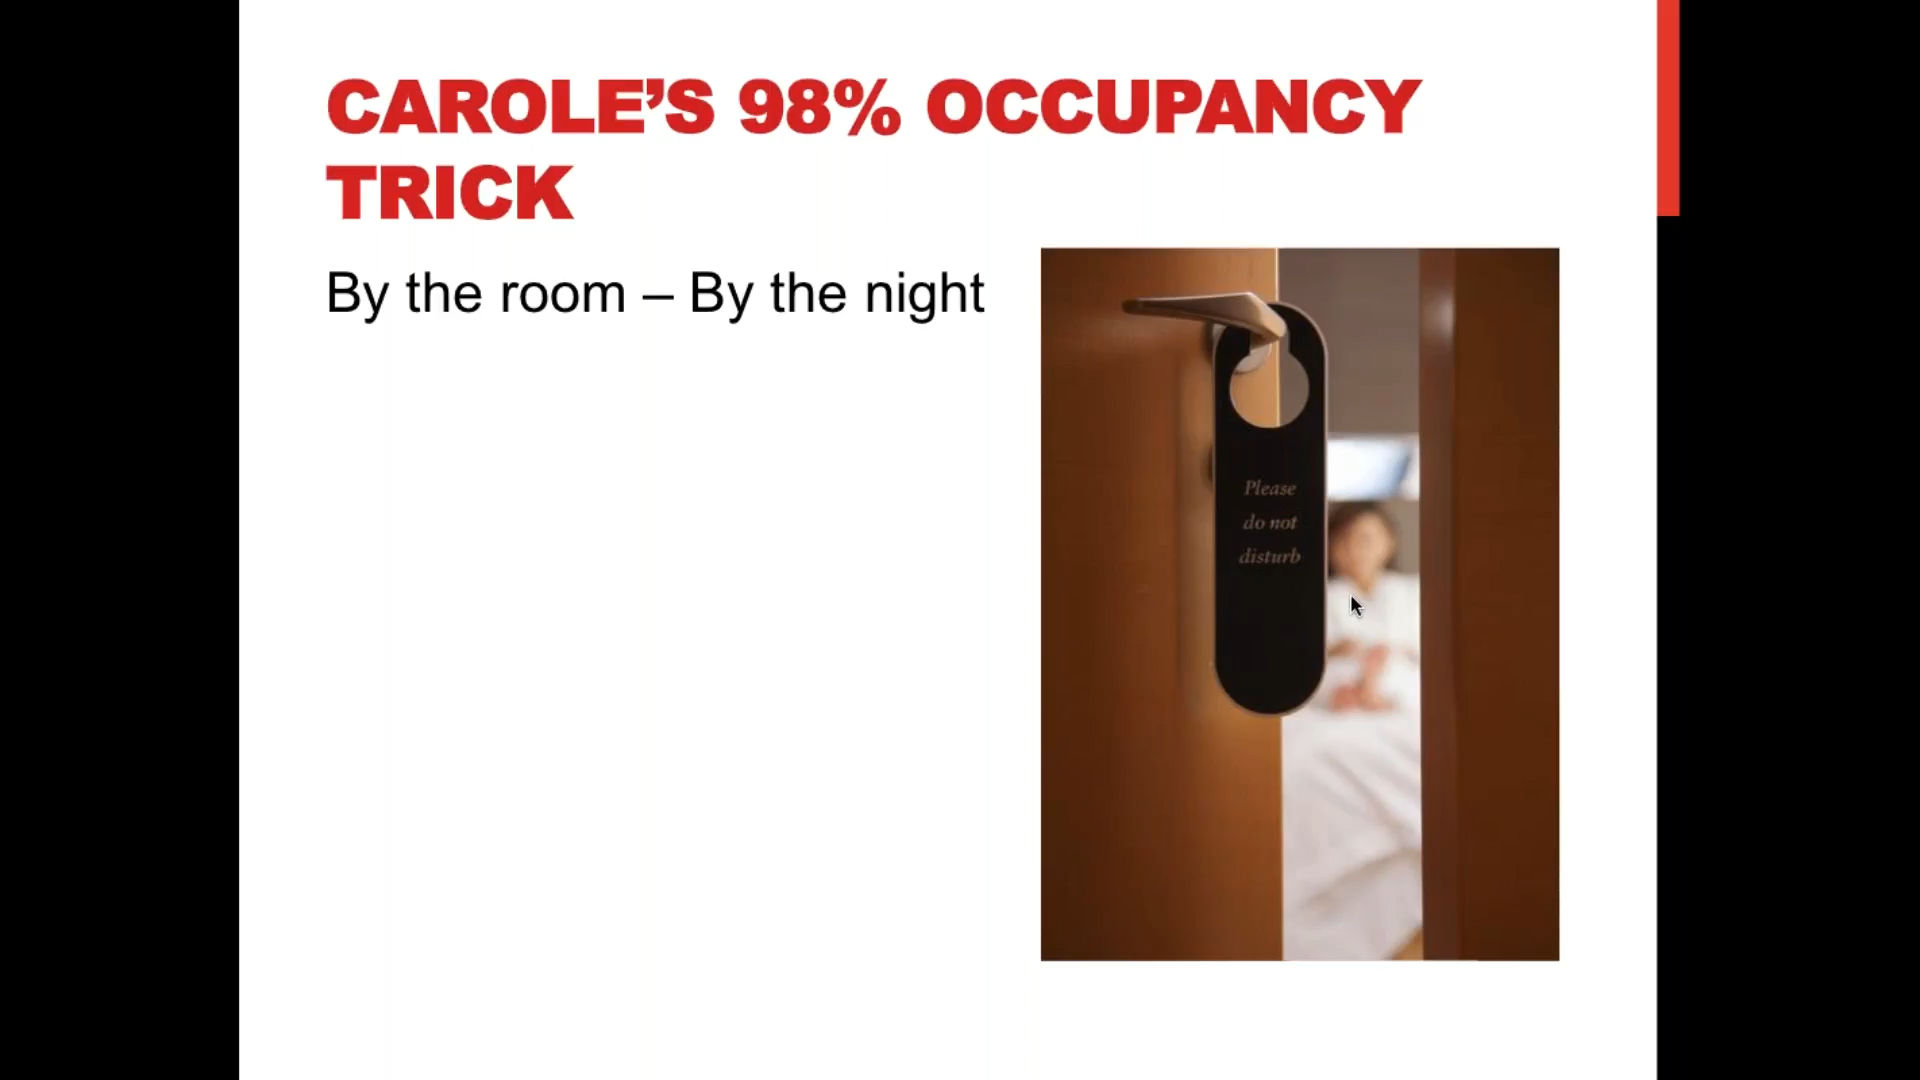 CAROLE’S 98% OCCUPANCY
TRICK
By the room – By the night
Please
do not
disturb